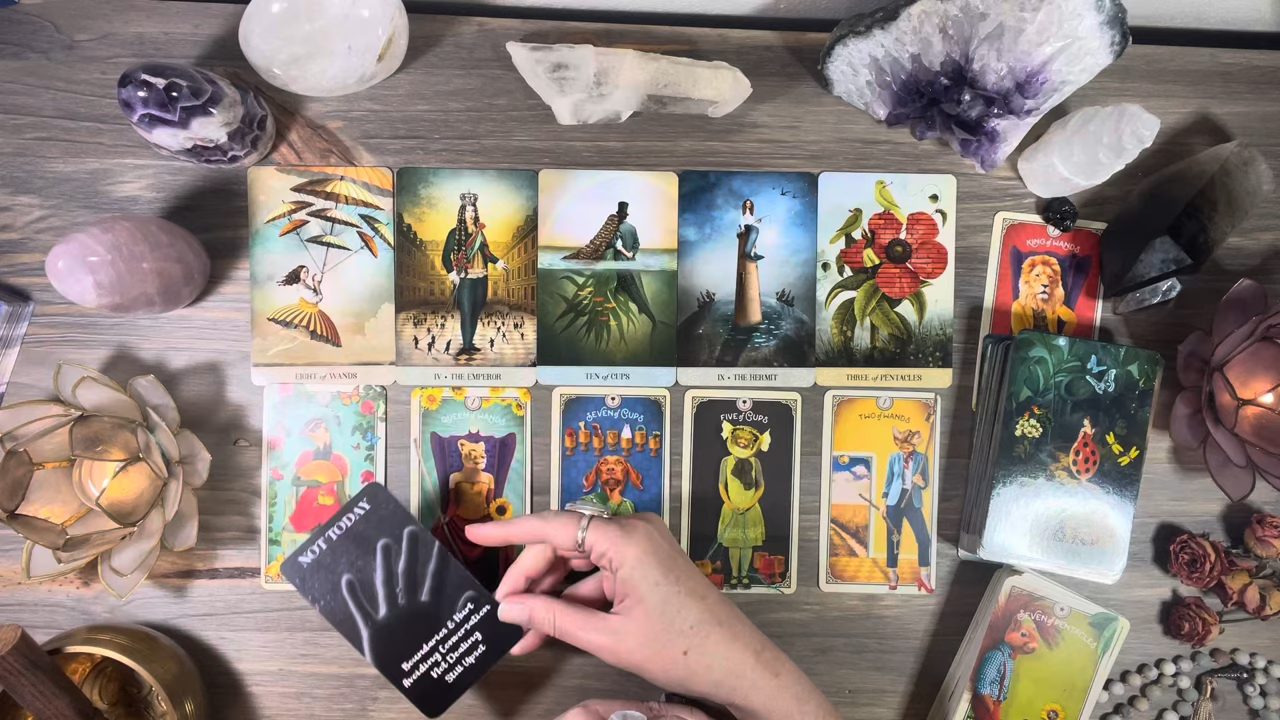 EIGHT of WANDS
IV • THE EMPEROR
TEN of CUPS
IX • THE HERMIT
THREE of PENTACLES
KING of WANDS
QUEEN of WANDS
SEVEN of CUPS
FIVE of CUPS
TWO of WANDS
NOT TODAY
Boundaries & Hurt
Avoiding Conversation
Not Dealing
Still Upset
SEVEN of PENTACLES